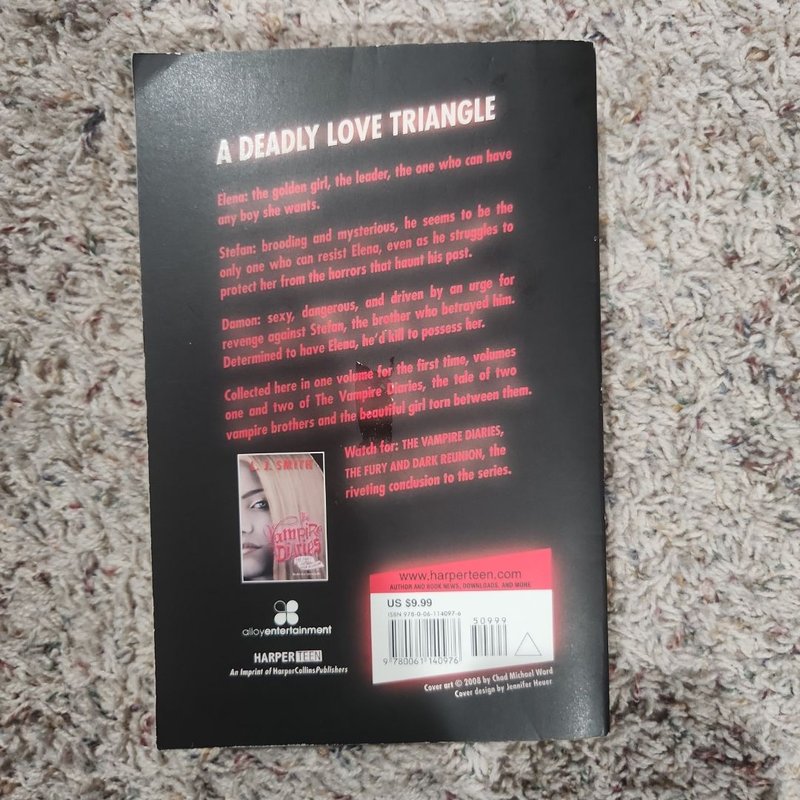 A DEADLY LOVE TRIANGLE
Elena: the golden girl, the leader, the one who can have
any boy she wants.
Stefan: brooding and mysterious, he seems to be the
only one who can resist Elena, even as he struggles to
protect her from the horrors that haunt his past.
Damon: sexy, dangerous, and driven by an urge for
revenge against Stefan, the brother who betrayed him.
Determined to have Elena, he'd kill to possess her.
Collected here in one volume for the first time, volumes
one and two of The Vampire Diaries, the tale of two
vampire brothers and the beautiful girl torn between them.
Watch for: THE VAMPIRE DIARIES,
THE FURY AND DARK REUNION, the
riveting conclusion to the series.
L. J. SMITH
The
Vampire
Diaries
alloyentertainment
HARPER TEEN
An Imprint of HarperCollinsPublishers
www.harperteen.com
AUTHOR AND BOOK NEWS, DOWNLOADS, AND MORE
US $9.99
ISBN 978-0-06-114097-6
50999
9 780061 140976
Cover art © 2008 by Chad Michael Ward
Cover design by Jennifer Heuer